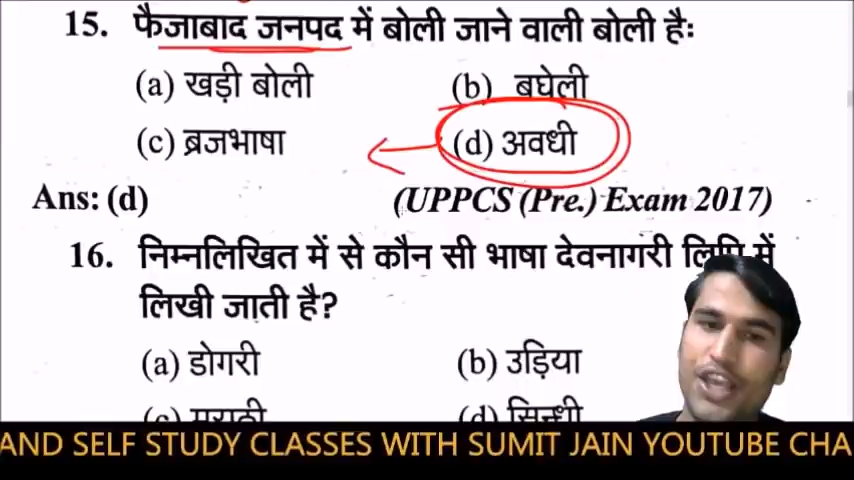 15. फैजाबाद जनपद में बोली जाने वाली बोली हैः
(a) खड़ी बोली (b) बघेली
(c) ब्रजभाषा (d) अवधी
Ans: (d) (UPPCS (Pre.) Exam 2017)
16. निम्नलिखित में से कौन सी भाषा देवनागरी लिपि में
लिखी जाती है?
(a) डोगरी (b) उड़िया
(c) मराठी (d) सिन्धी
AND SELF STUDY CLASSES WITH SUMIT JAIN YOUTUBE CHA